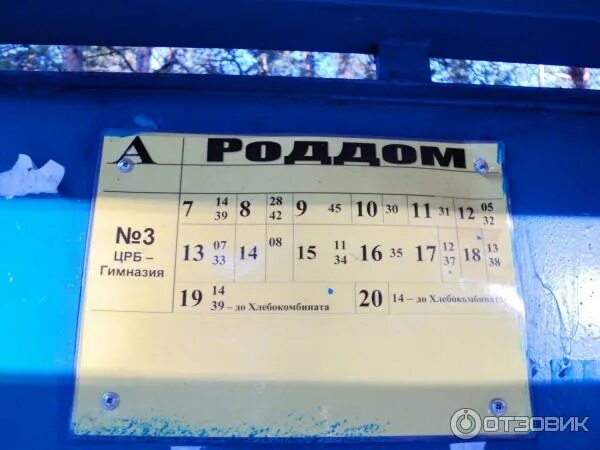 А РОДДОМ
№3
ЦРБ –
Гимназия
7 14 39 8 28 42 9 45 10 30 11 31 12 05 32
13 07 33 14 08 15 11 34 16 35 17 12 37 18 13 38
19 14 39 – до Хлебокомбината 20 14 – до Хлебокомбината
ОТЗОВИК